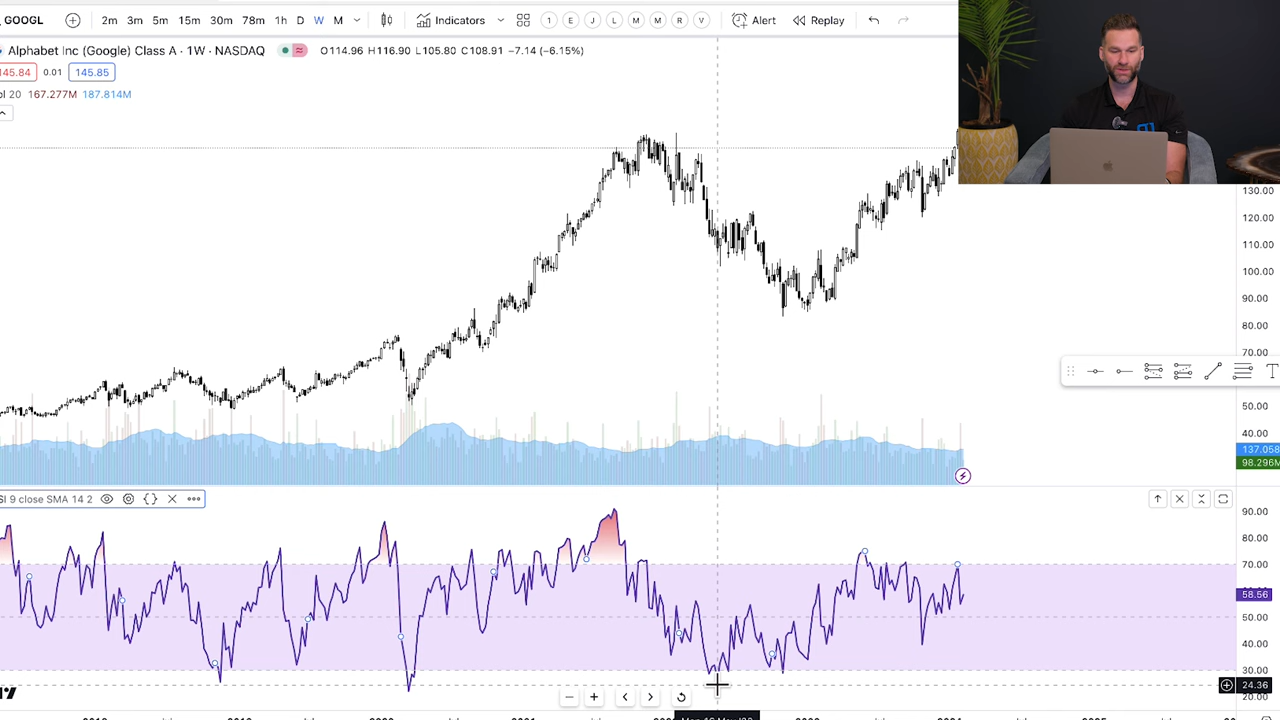 GOOGL 2m 3m 5m 15m 30m 78m 1h D W M Indicators 1 E J L M M R V Alert Replay
Alphabet Inc (Google) Class A · 1W · NASDAQ O114.96 H116.90 L105.80 C108.91 −7.14 (−6.15%)
145.84 0.01 145.85
ol 20 167.277M 187.814M
130.00
120.00
110.00
100.00
90.00
80.00
70.00
T
50.00
40.00
137.058
98.296M
SI 9 close SMA 14 2
90.00
80.00
70.00
58.56
50.00
40.00
30.00
24.36
20.00